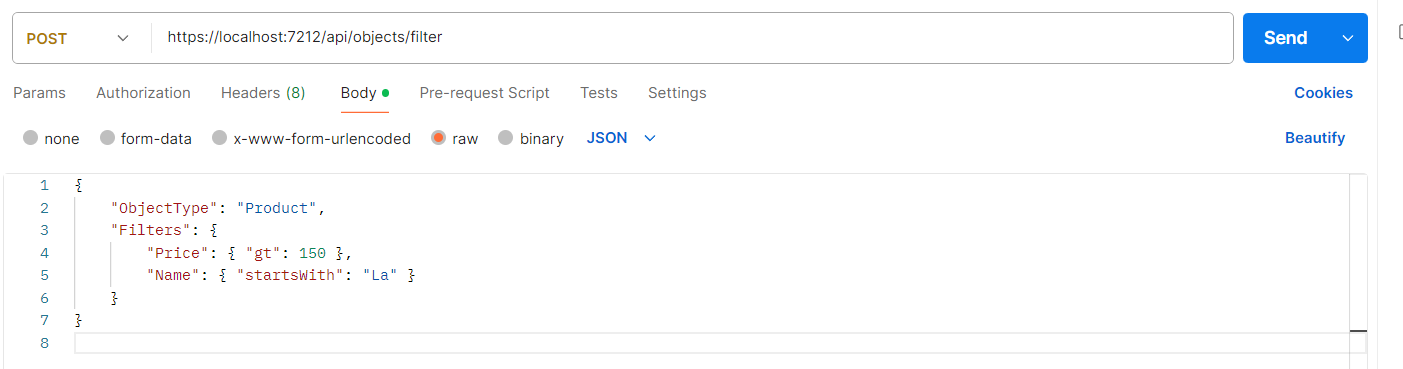 POST https://localhost:7212/api/objects/filter Send
Params Authorization Headers (8) Body Pre-request Script Tests Settings Cookies
none form-data x-www-form-urlencoded raw binary JSON Beautify
1 {
2 "ObjectType": "Product",
3 "Filters": {
4 "Price": { "gt": 150 },
5 "Name": { "startsWith": "La" }
6 }
7 }
8